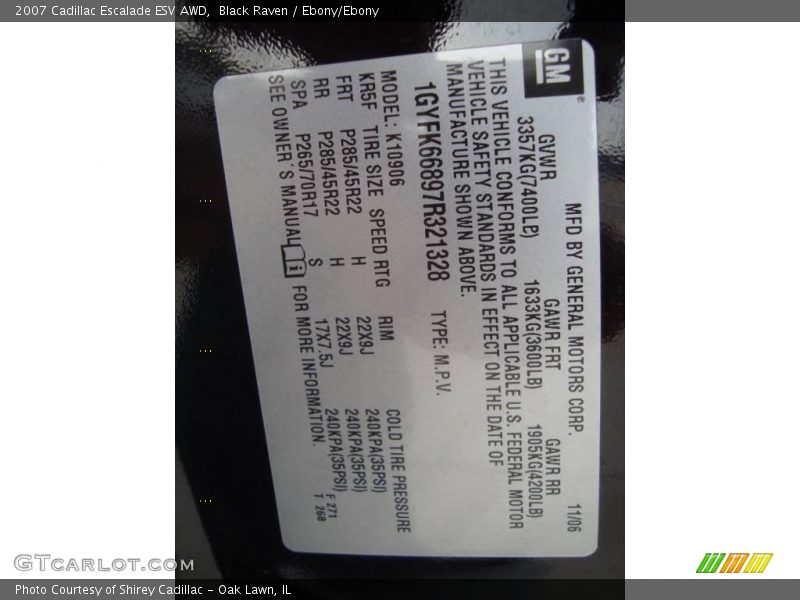 2007 Cadillac Escalade ESV AWD,  Black Raven / Ebony/Ebony
GM
MFD BY GENERAL MOTORS CORP. 11/06
GVWR GAWR FRT GAWR RR
3357KG(7400LB) 1633KG(3600LB) 1905KG(4200LB)
THIS VEHICLE CONFORMS TO ALL APPLICABLE U.S. FEDERAL MOTOR
VEHICLE SAFETY STANDARDS IN EFFECT ON THE DATE OF
MANUFACTURE SHOWN ABOVE.
1GYFK66897R321328 TYPE: M.P.V.
MODEL: K10906
KR5F TIRE SIZE SPEED RTG RIM COLD TIRE PRESSURE
FRT P285/45R22 H 22X9J 240KPA(35PSI)
RR P285/45R22 H 22X9J 240KPA(35PSI)
SPA P265/70R17 S 17X7.5J 240KPA(35PSI)
SEE OWNER'S MANUAL i FOR MORE INFORMATION.
F 271
T 268
GTCarLot.com
Photo Courtesy of Shirey Cadillac - Oak Lawn, IL